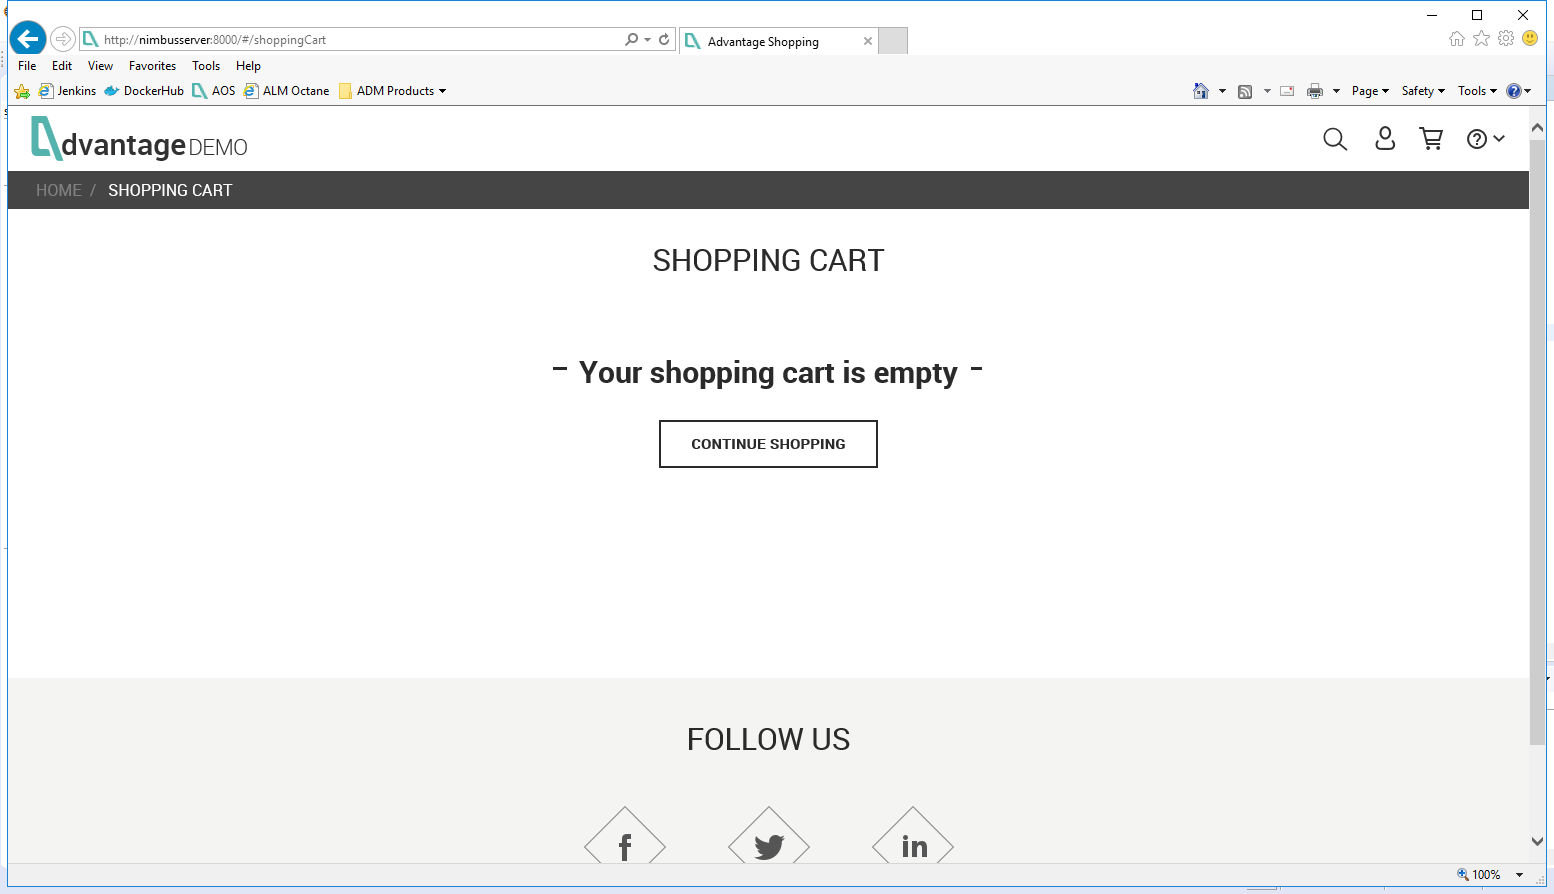 http://nimbusserver:8000/#/shoppingCart
Advantage Shopping
File Edit View Favorites Tools Help
Jenkins DockerHub AOS ALM Octane ADM Products Page Safety Tools
dvantage DEMO
HOME / SHOPPING CART
SHOPPING CART
- Your shopping cart is empty -
CONTINUE SHOPPING
FOLLOW US
f in
100%